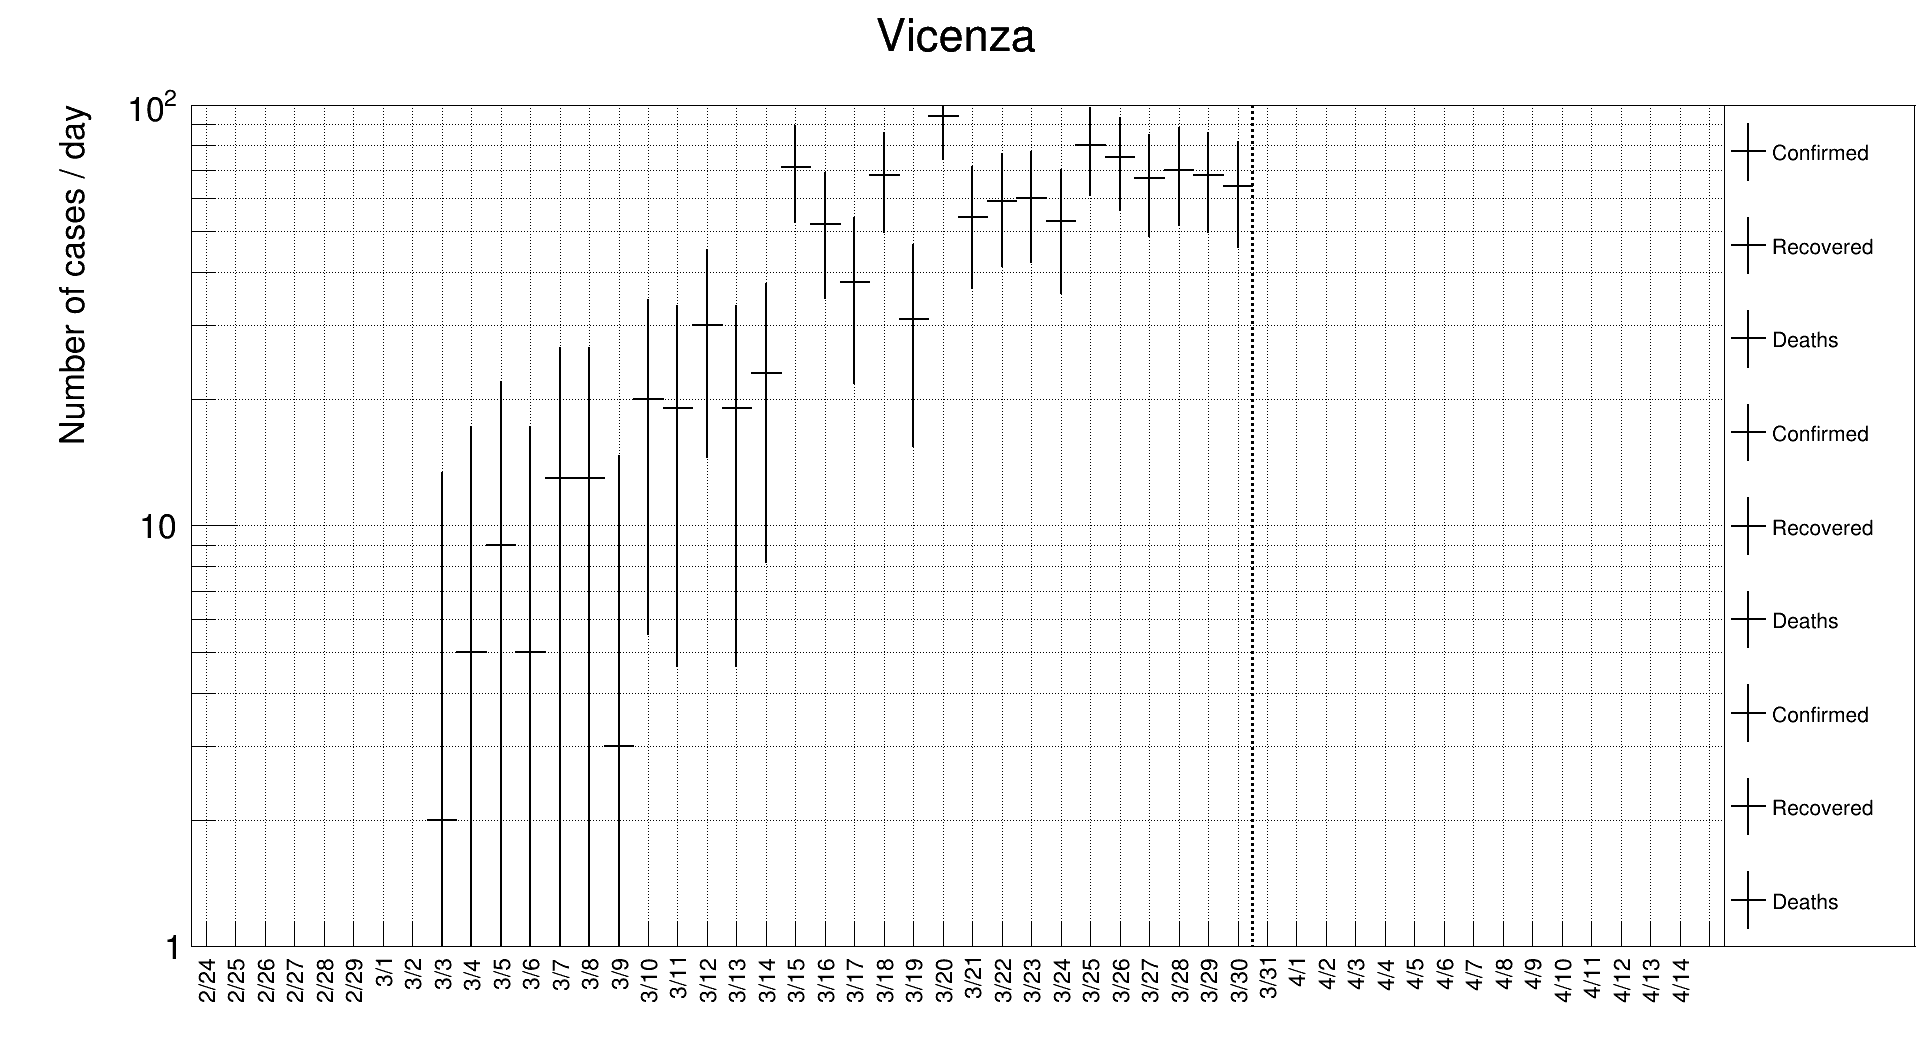 Vicenza
Number of cases / day
10²
10
1
2/24 2/25 2/26 2/27 2/28 2/29 3/1 3/2 3/3 3/4 3/5 3/6 3/7 3/8 3/9 3/10 3/11 3/12 3/13 3/14 3/15 3/16 3/17 3/18 3/19 3/20 3/21 3/22 3/23 3/24 3/25 3/26 3/27 3/28 3/29 3/30 3/31 4/1 4/2 4/3 4/4 4/5 4/6 4/7 4/8 4/9 4/10 4/11 4/12 4/13 4/14
Confirmed
Recovered
Deaths
Confirmed
Recovered
Deaths
Confirmed
Recovered
Deaths